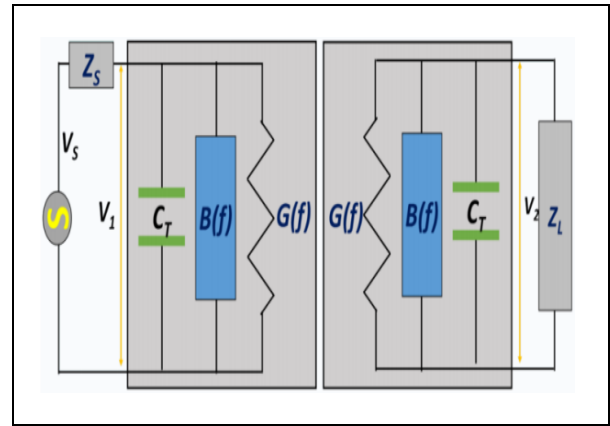 Z_S
V_S
S
V_1
C_T
B(f)
G(f)
G(f)
B(f)
C_T
V_2
Z_L